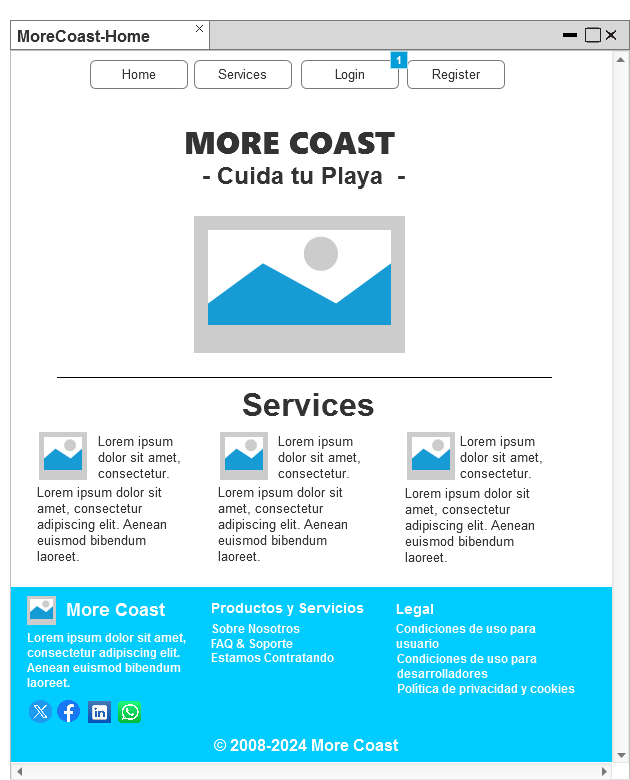 MoreCoast-Home
Home Services Login 1 Register
MORE COAST
- Cuida tu Playa -
Services
Lorem ipsum
dolor sit amet,
consectetur.
Lorem ipsum dolor sit
amet, consectetur
adipiscing elit. Aenean
euismod bibendum
laoreet.
Lorem ipsum
dolor sit amet,
consectetur.
Lorem ipsum dolor sit
amet, consectetur
adipiscing elit. Aenean
euismod bibendum
laoreet.
Lorem ipsum
dolor sit amet,
consectetur.
Lorem ipsum dolor sit
amet, consectetur
adipiscing elit. Aenean
euismod bibendum
laoreet.
More Coast
Lorem ipsum dolor sit amet,
consectetur adipiscing elit.
Aenean euismod bibendum
laoreet.
Productos y Servicios
Sobre Nosotros
FAQ & Soporte
Estamos Contratando
Legal
Condiciones de uso para
usuario
Condiciones de uso para
desarrolladores
Política de privacidad y cookies
© 2008-2024 More Coast